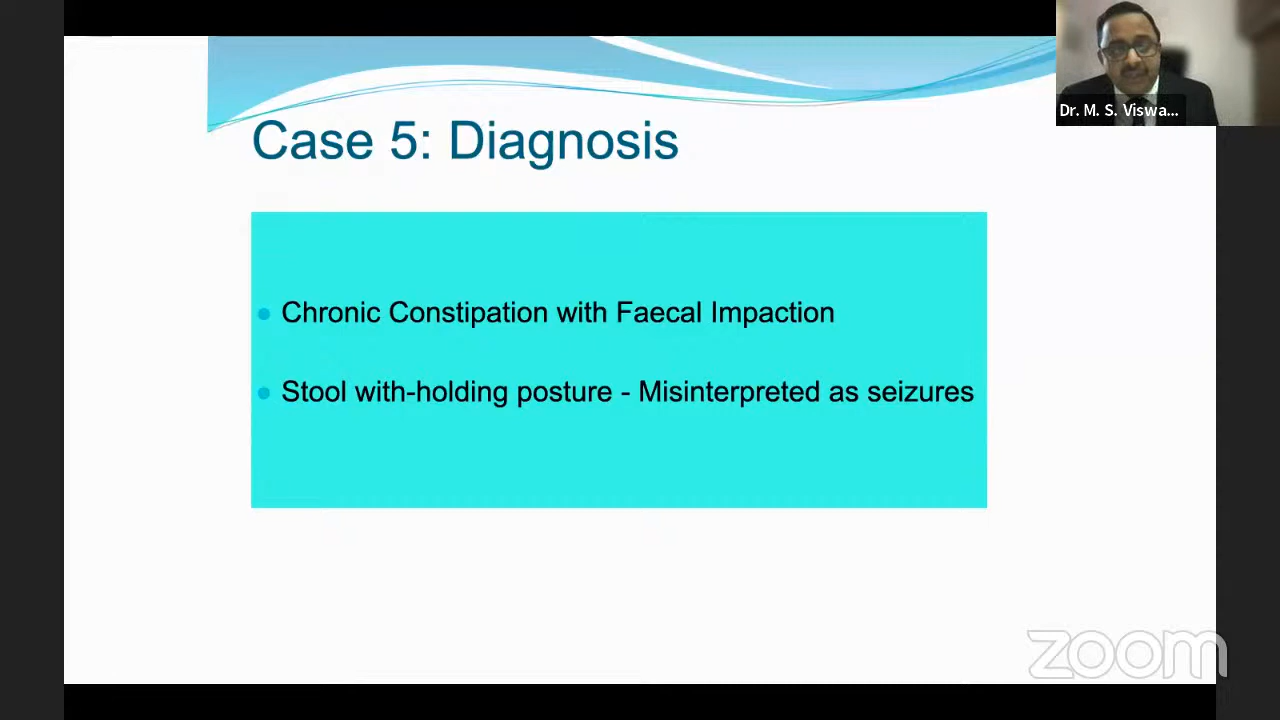 Dr. M. S. Viswa...
Case 5: Diagnosis
Chronic Constipation with Faecal Impaction
Stool with-holding posture - Misinterpreted as seizures
zoom